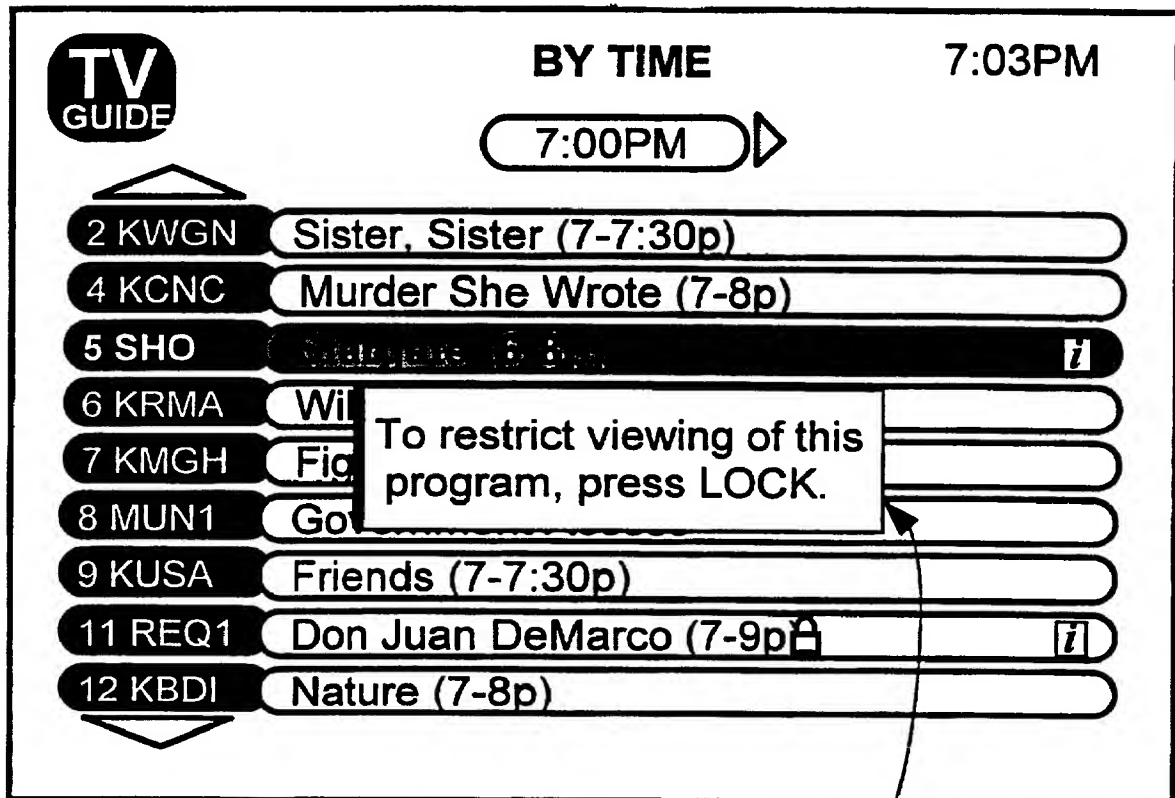 TV
GUIDE
BY TIME
7:03PM
7:00PM
2 KWGN Sister, Sister (7-7:30p)
4 KCNC Murder She Wrote (7-8p)
5 SHO i
6 KRMA
7 KMGH
8 MUN1
To restrict viewing of this
program, press LOCK.
9 KUSA Friends (7-7:30p)
11 REQ1 Don Juan DeMarco (7-9p i
12 KBDI Nature (7-8p)